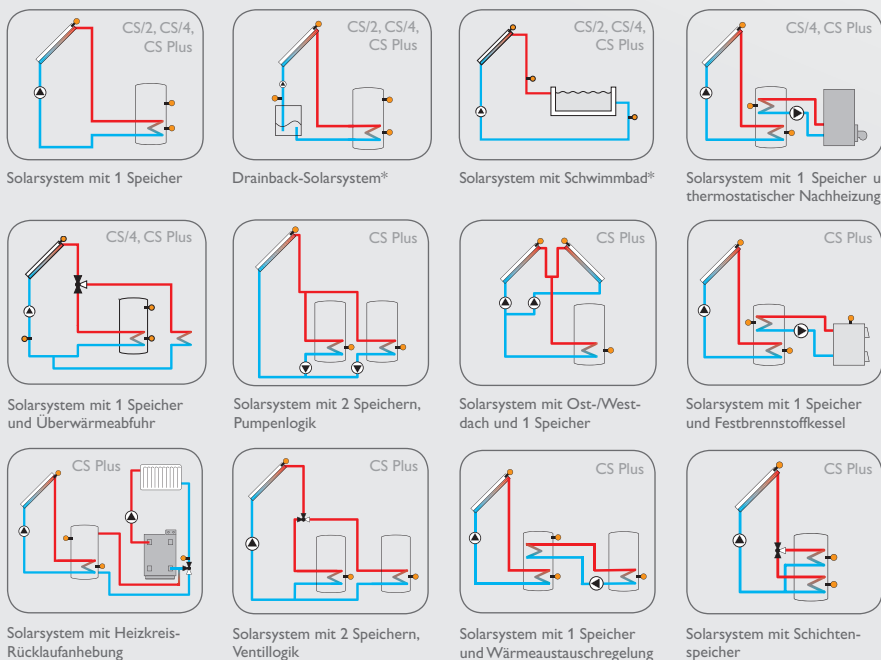 CS/2, CS/4,
CS Plus
Solarsystem mit 1 Speicher
CS/2, CS/4,
CS Plus
Drainback-Solarsystem*
CS/2, CS/4,
CS Plus
Solarsystem mit Schwimmbad*
CS/4, CS Plus
Solarsystem mit 1 Speicher u
thermostatischer Nachheizung
CS/4, CS Plus
Solarsystem mit 1 Speicher
und Überwärmeabfuhr
CS Plus
Solarsystem mit 2 Speichern,
Pumpenlogik
CS Plus
Solarsystem mit Ost-/West-
dach und 1 Speicher
CS Plus
Solarsystem mit 1 Speicher
und Festbrennstoffkessel
CS Plus
Solarsystem mit Heizkreis-
Rücklaufanhebung
CS Plus
Solarsystem mit 2 Speichern,
Ventillogik
CS Plus
Solarsystem mit 1 Speicher
und Wärmeaustauschregelung
CS Plus
Solarsystem mit Schichten-
speicher